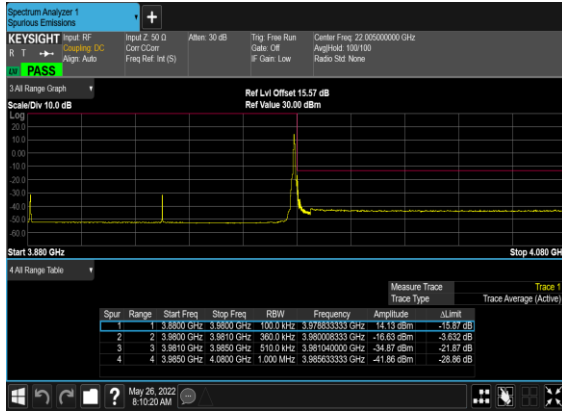 Spectrum Analyzer 1
Spurious Emissions
+
KEYSIGHT Input: RF Input Z: 50 Ω Atten: 30 dB Trig: Free Run Center Freq: 22.005000000 GHz
R T Coupling: DC Corr CCorr Gate: Off Avg|Hold: 100/100
Align: Auto Freq Ref: Int (S) IF Gain: Low Radio Std: None
PASS
3 All Range Graph
Ref Lvl Offset 15.57 dB
Scale/Div 10.0 dB Ref Value 30.00 dBm
Log
20.0
10.0
0.00
-10.0
-20.0
-30.0
-40.0
-50.0
-60.0
Start 3.880 GHz Stop 4.080 GHz
4 All Range Table
Measure Trace Trace 1
Trace Type Trace Average (Active)
Spur Range Start Freq Stop Freq RBW Frequency Amplitude ΔLimit
1 1 3.8800 GHz 3.9800 GHz 100.0 kHz 3.978833333 GHz 14.13 dBm -15.87 dB
2 2 3.9800 GHz 3.9810 GHz 360.0 kHz 3.980008333 GHz -16.63 dBm -3.632 dB
3 3 3.9810 GHz 3.9850 GHz 510.0 kHz 3.981040000 GHz -34.87 dBm -21.87 dB
4 4 3.9850 GHz 4.0800 GHz 1.000 MHz 3.985633333 GHz -41.86 dBm -28.86 dB
?
May 26, 2022
8:10:20 AM